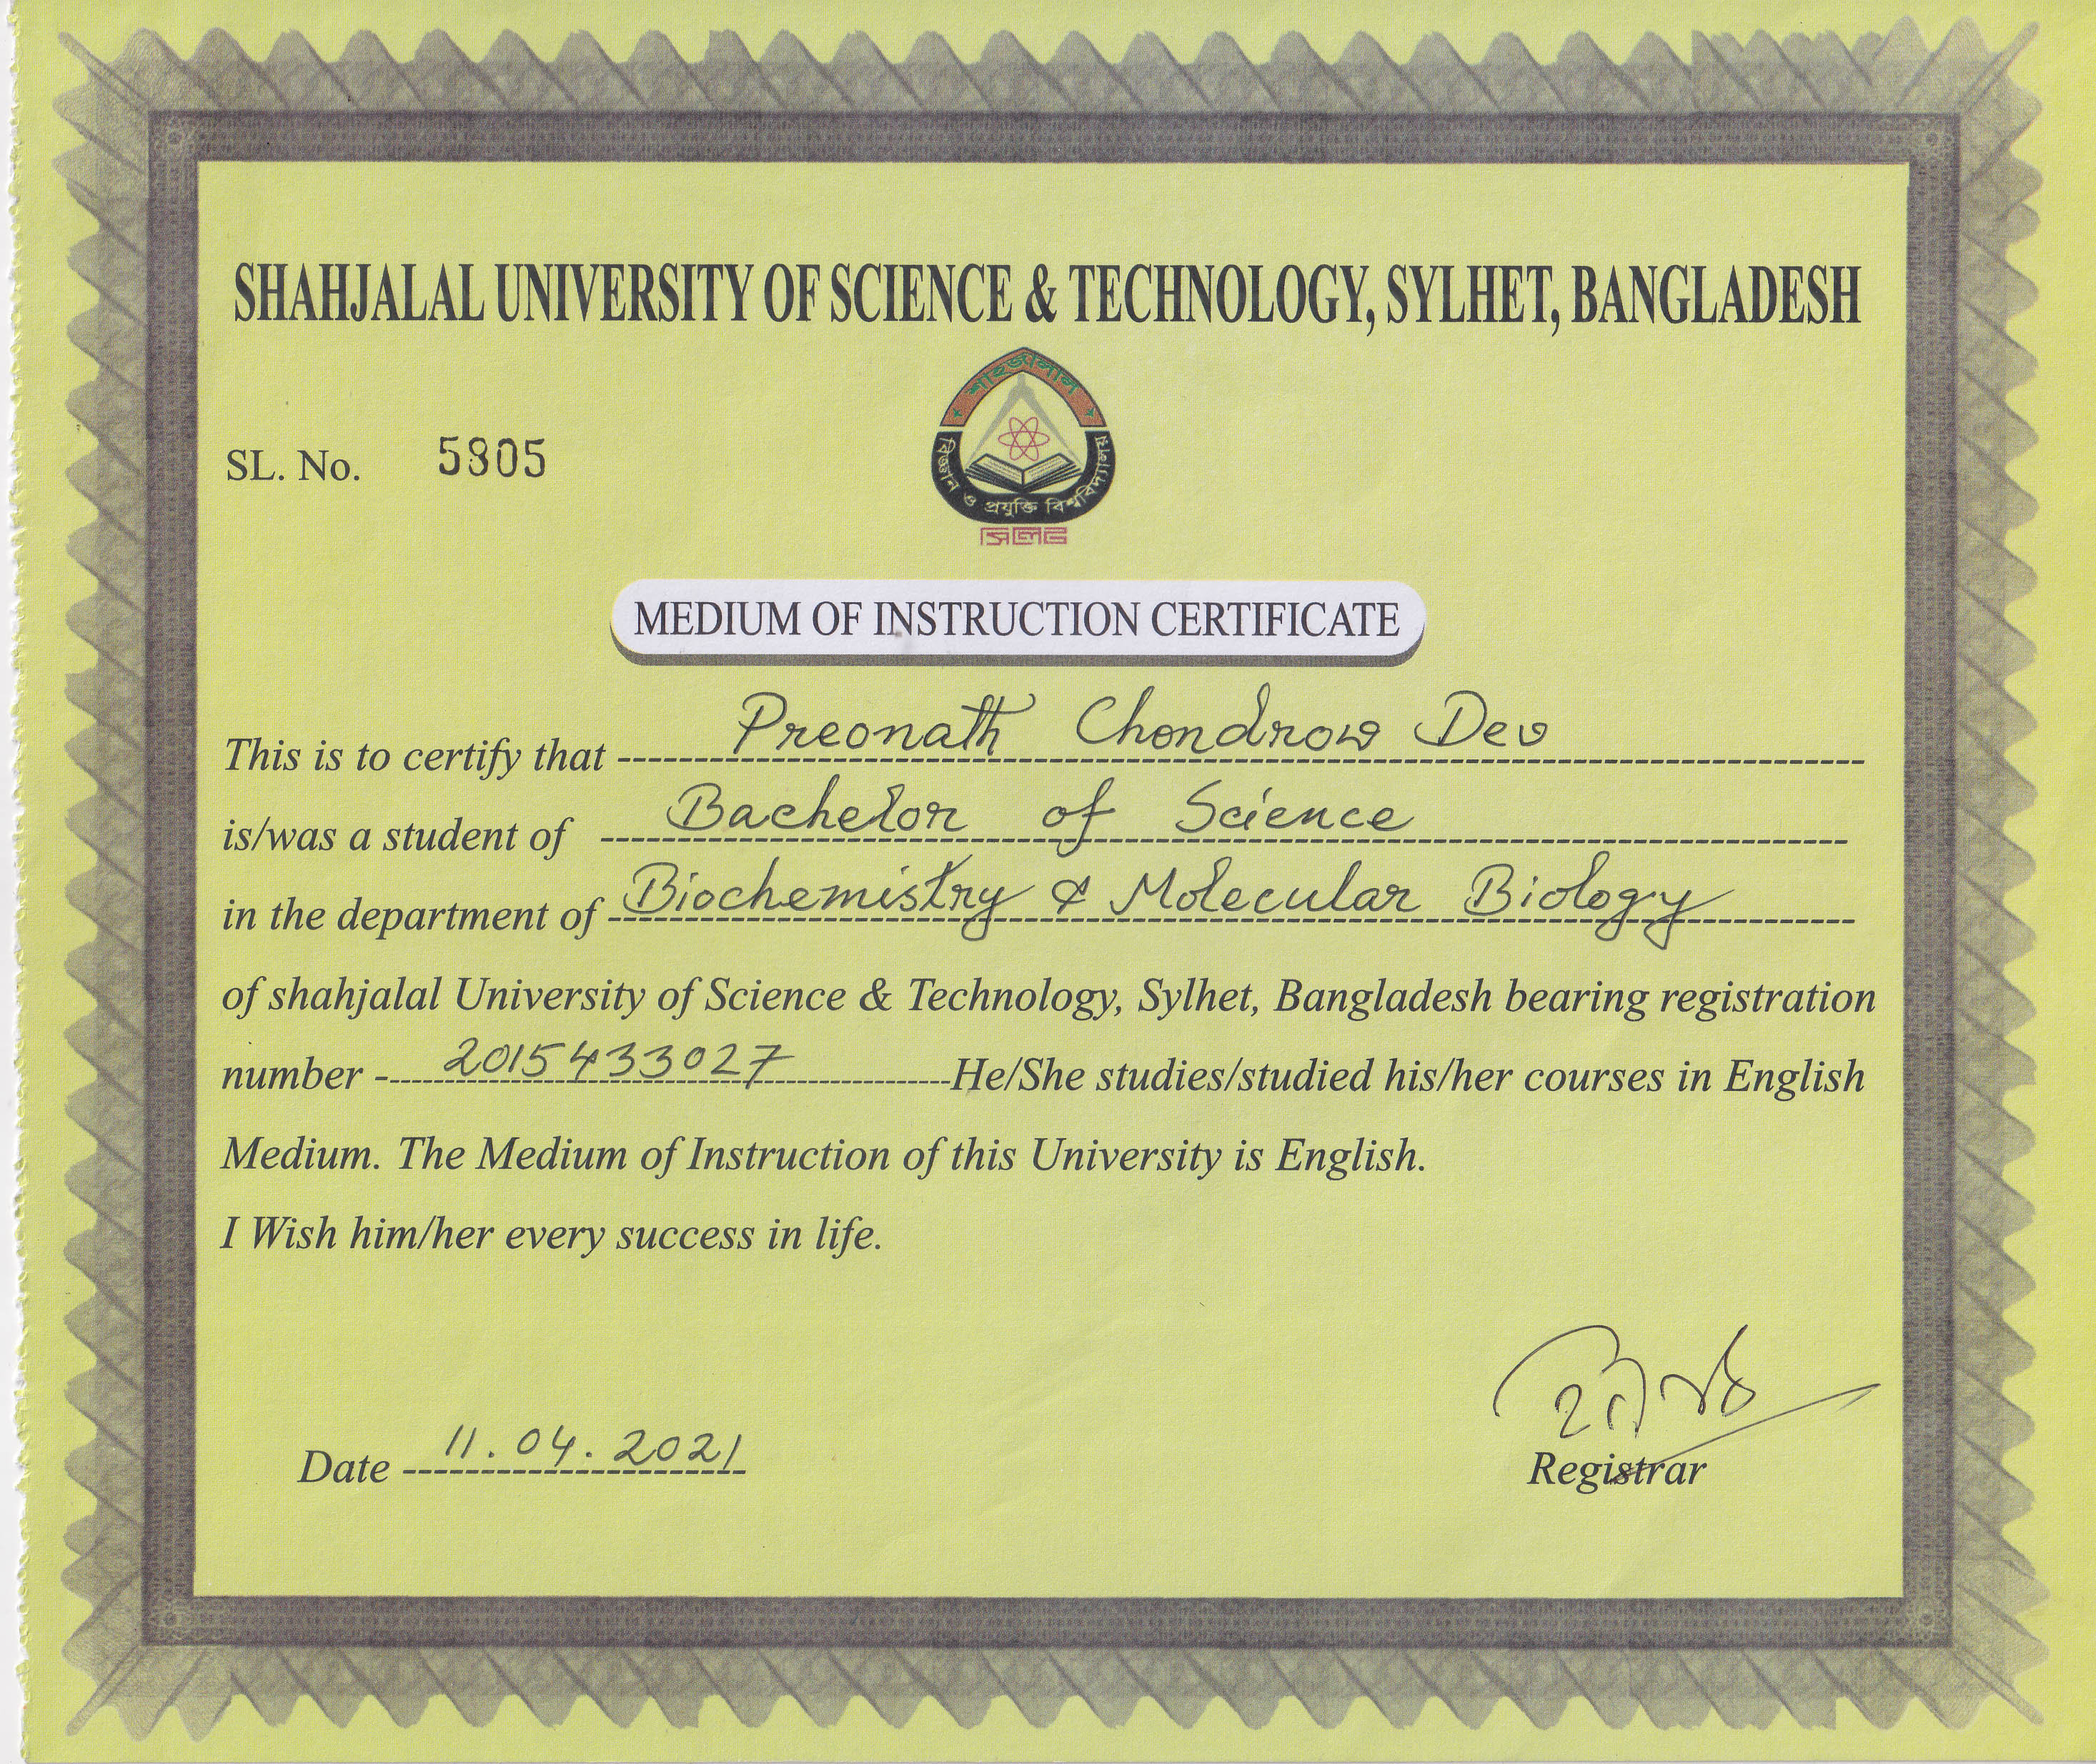 SHAHJALAL UNIVERSITY OF SCIENCE & TECHNOLOGY, SYLHET, BANGLADESH
শাহজালাল
বিজ্ঞান ও প্রযুক্তি বিশ্ববিদ্যালয়
সিলেট
SL. No. 5905
MEDIUM OF INSTRUCTION CERTIFICATE
This is to certify that Preonath Chondrow Dev
is/was a student of Bachelor of Science
in the department of Biochemistry & Molecular Biology
of shahjalal University of Science & Technology, Sylhet, Bangladesh bearing registration
number - 2015433027 He/She studies/studied his/her courses in English
Medium. The Medium of Instruction of this University is English.
I Wish him/her every success in life.
Date 11.04.2021
Registrar